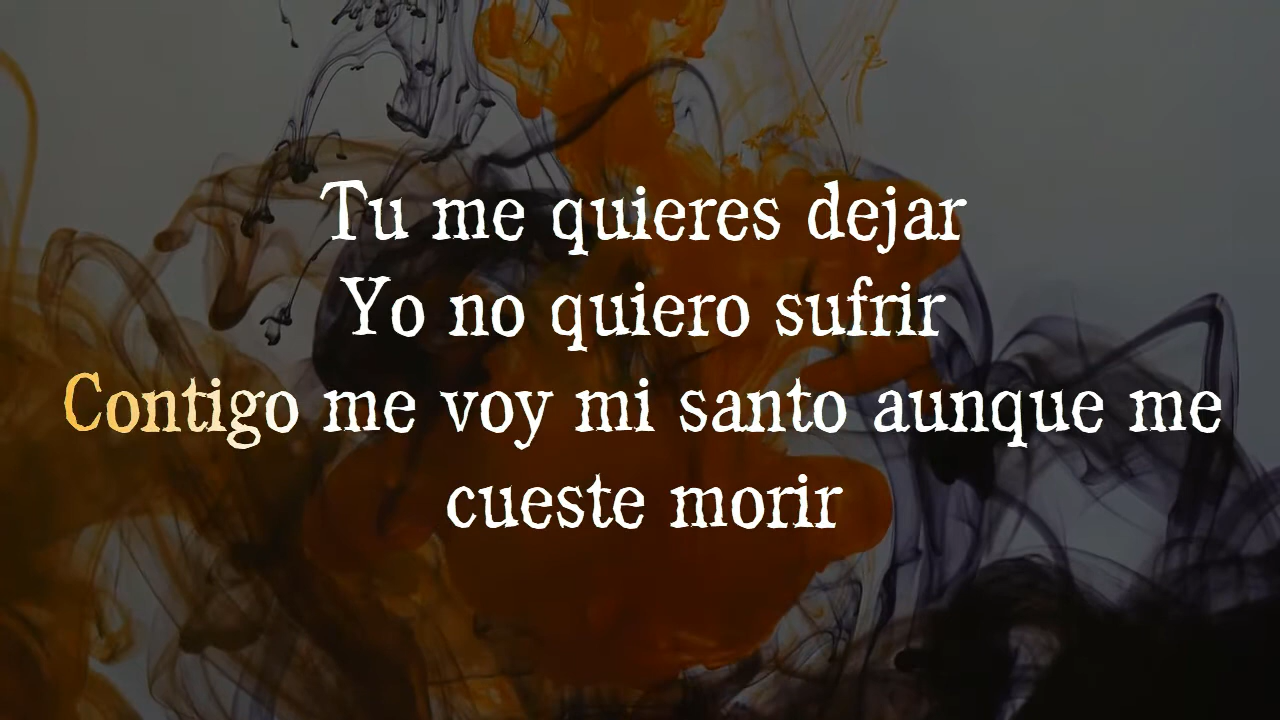 Tu me quieres dejar
Yo no quiero sufrir
Contigo me voy mi santo aunque me
cueste morir